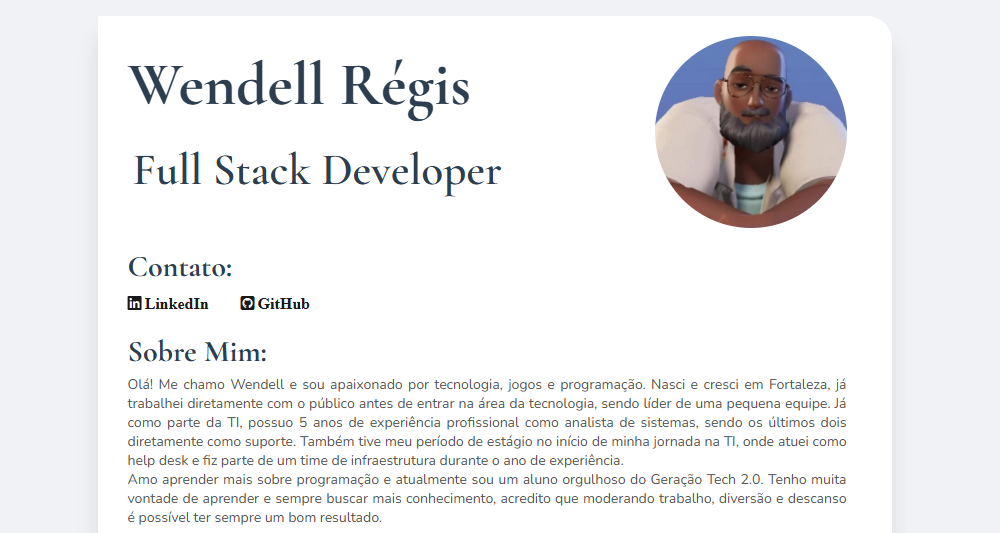 Wendell Régis
Full Stack Developer
Contato:
LinkedIn GitHub
Sobre Mim:
Olá! Me chamo Wendell e sou apaixonado por tecnologia, jogos e programação. Nasci e cresci em Fortaleza, já
trabalhei diretamente com o público antes de entrar na área da tecnologia, sendo líder de uma pequena equipe. Já
como parte da TI, possuo 5 anos de experiência profissional como analista de sistemas, sendo os últimos dois
diretamente como suporte. Também tive meu período de estágio no início de minha jornada na TI, onde atuei como
help desk e fiz parte de um time de infraestrutura durante o ano de experiência.
Amo aprender mais sobre programação e atualmente sou um aluno orgulhoso do Geração Tech 2.0. Tenho muita
vontade de aprender e sempre buscar mais conhecimento, acredito que moderando trabalho, diversão e descanso
é possível ter sempre um bom resultado.